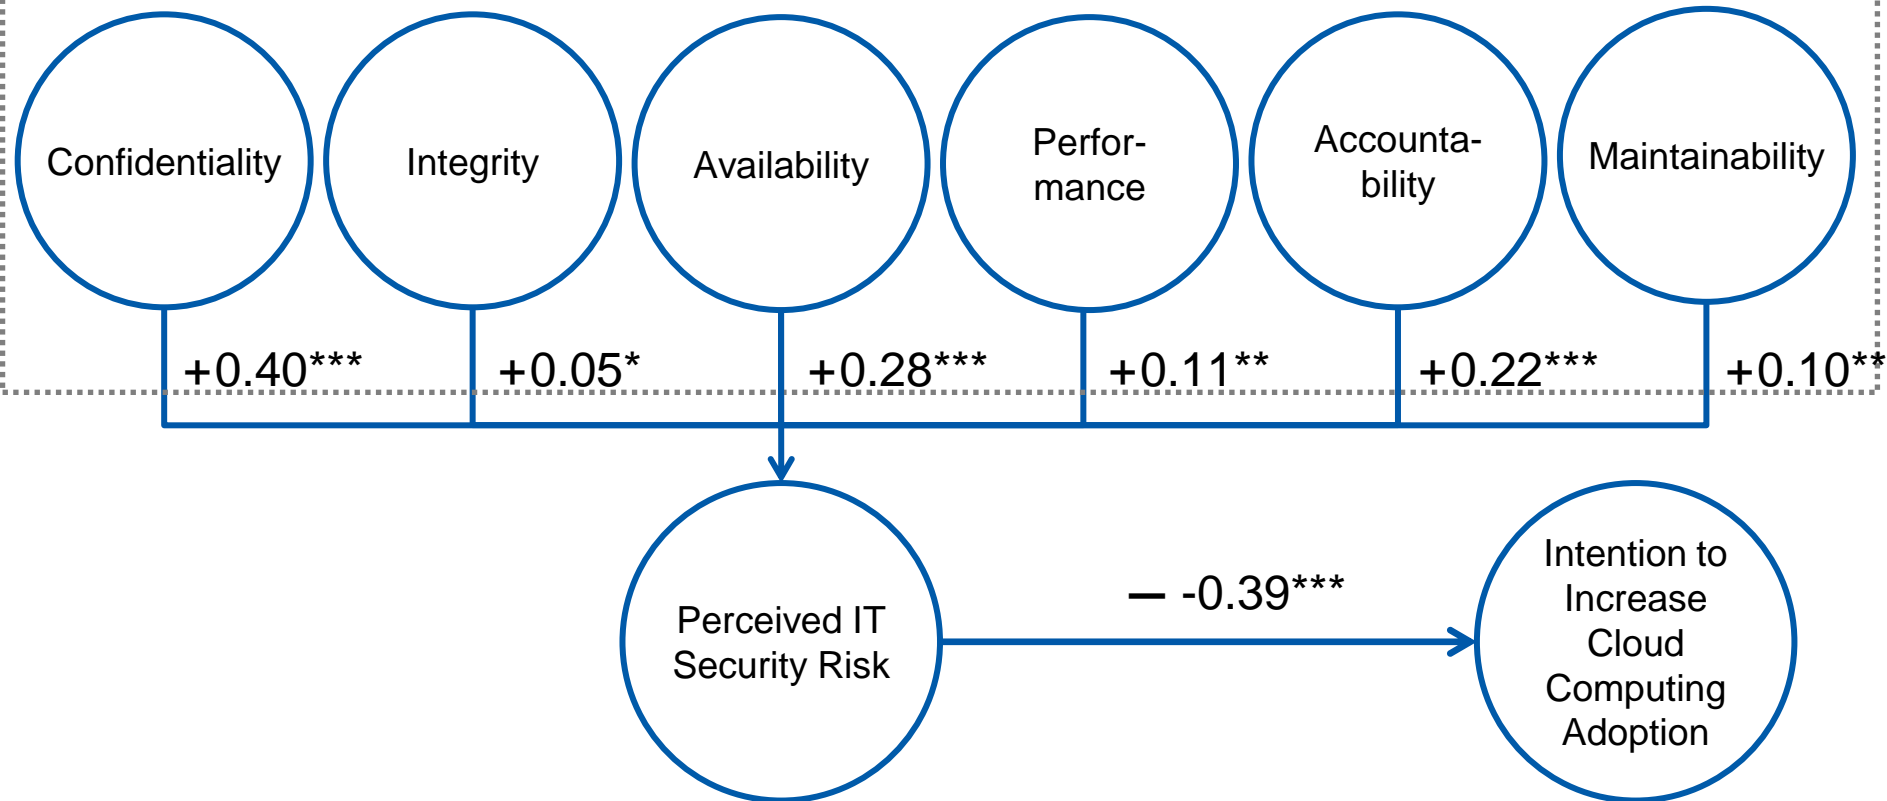 Confidentiality
Integrity
Availability
Perfor-
mance
Accounta-
bility
Maintainability
+0.40***
+0.05*
+0.28***
+0.11**
+0.22***
+0.10**
Perceived IT
Security Risk
— -0.39***
Intention to
Increase
Cloud
Computing
Adoption